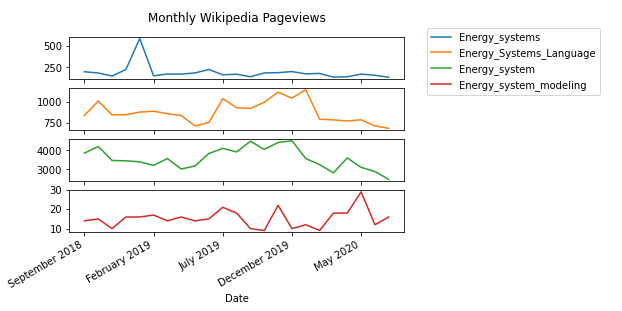 Monthly Wikipedia Pageviews
Energy_systems
Energy_Systems_Language
Energy_system
Energy_system_modeling
500
250
1000
750
4000
3000
30
20
10
September 2018
February 2019
July 2019
December 2019
May 2020
Date